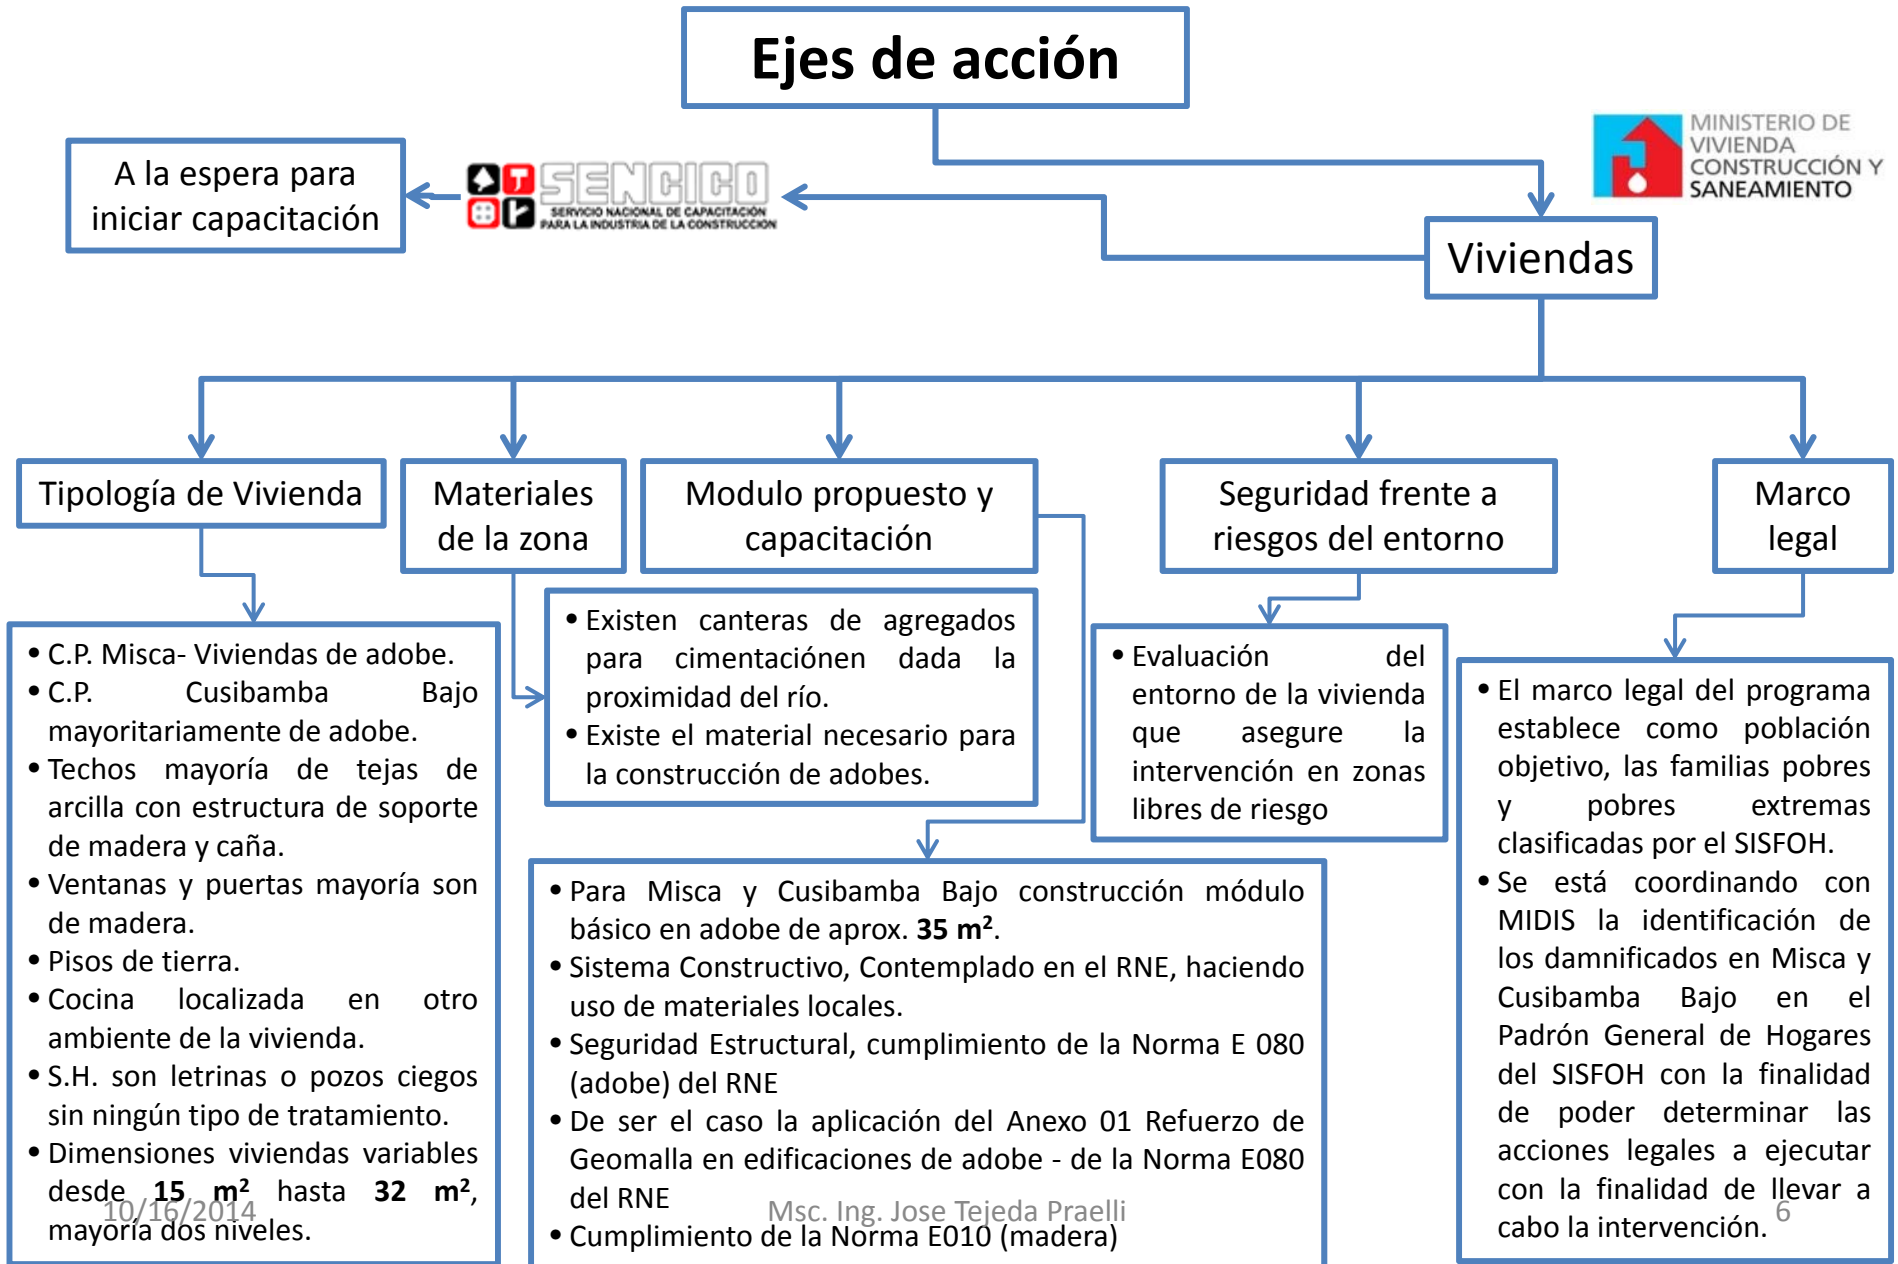 Ejes de acción
MINISTERIO DE
VIVIENDA
CONSTRUCCIÓN Y
SANEAMIENTO
A la espera para
iniciar capacitación
SENCICO
SERVICIO NACIONAL DE CAPACITACIÓN
PARA LA INDUSTRIA DE LA CONSTRUCCION
Viviendas
Tipología de Vivienda
Materiales
de la zona
Modulo propuesto y
capacitación
Seguridad frente a
riesgos del entorno
Marco
legal
• C.P. Misca- Viviendas de adobe.
• C.P. Cusibamba Bajo
mayoritariamente de adobe.
• Techos mayoría de tejas de
arcilla con estructura de soporte
de madera y caña.
• Ventanas y puertas mayoría son
de madera.
• Pisos de tierra.
• Cocina localizada en otro
ambiente de la vivienda.
• S.H. son letrinas o pozos ciegos
sin ningún tipo de tratamiento.
• Dimensiones viviendas variables
desde 15 m² hasta 32 m²,
mayoría dos niveles.
• Existen canteras de agregados
para cimentaciónen dada la
proximidad del río.
• Existe el material necesario para
la construcción de adobes.
• Para Misca y Cusibamba Bajo construcción módulo
básico en adobe de aprox. 35 m².
• Sistema Constructivo, Contemplado en el RNE, haciendo
uso de materiales locales.
• Seguridad Estructural, cumplimiento de la Norma E 080
(adobe) del RNE
• De ser el caso la aplicación del Anexo 01 Refuerzo de
Geomalla en edificaciones de adobe - de la Norma E080
del RNE
• Cumplimiento de la Norma E010 (madera)
• Evaluación del
entorno de la vivienda
que asegure la
intervención en zonas
libres de riesgo
• El marco legal del programa
establece como población
objetivo, las familias pobres
y pobres extremas
clasificadas por el SISFOH.
• Se está coordinando con
MIDIS la identificación de
los damnificados en Misca y
Cusibamba Bajo en el
Padrón General de Hogares
del SISFOH con la finalidad
de poder determinar las
acciones legales a ejecutar
con la finalidad de llevar a
cabo la intervención.
10/16/2014
Msc. Ing. Jose Tejeda Praelli
6